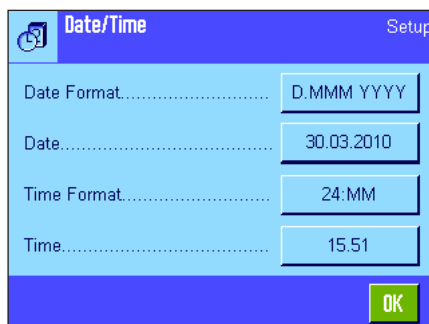 Date/Time Setup
Date Format............................ D.MMM YYYY
Date....................................... 30.03.2010
Time Format........................... 24:MM
Time...................................... 15.51
OK